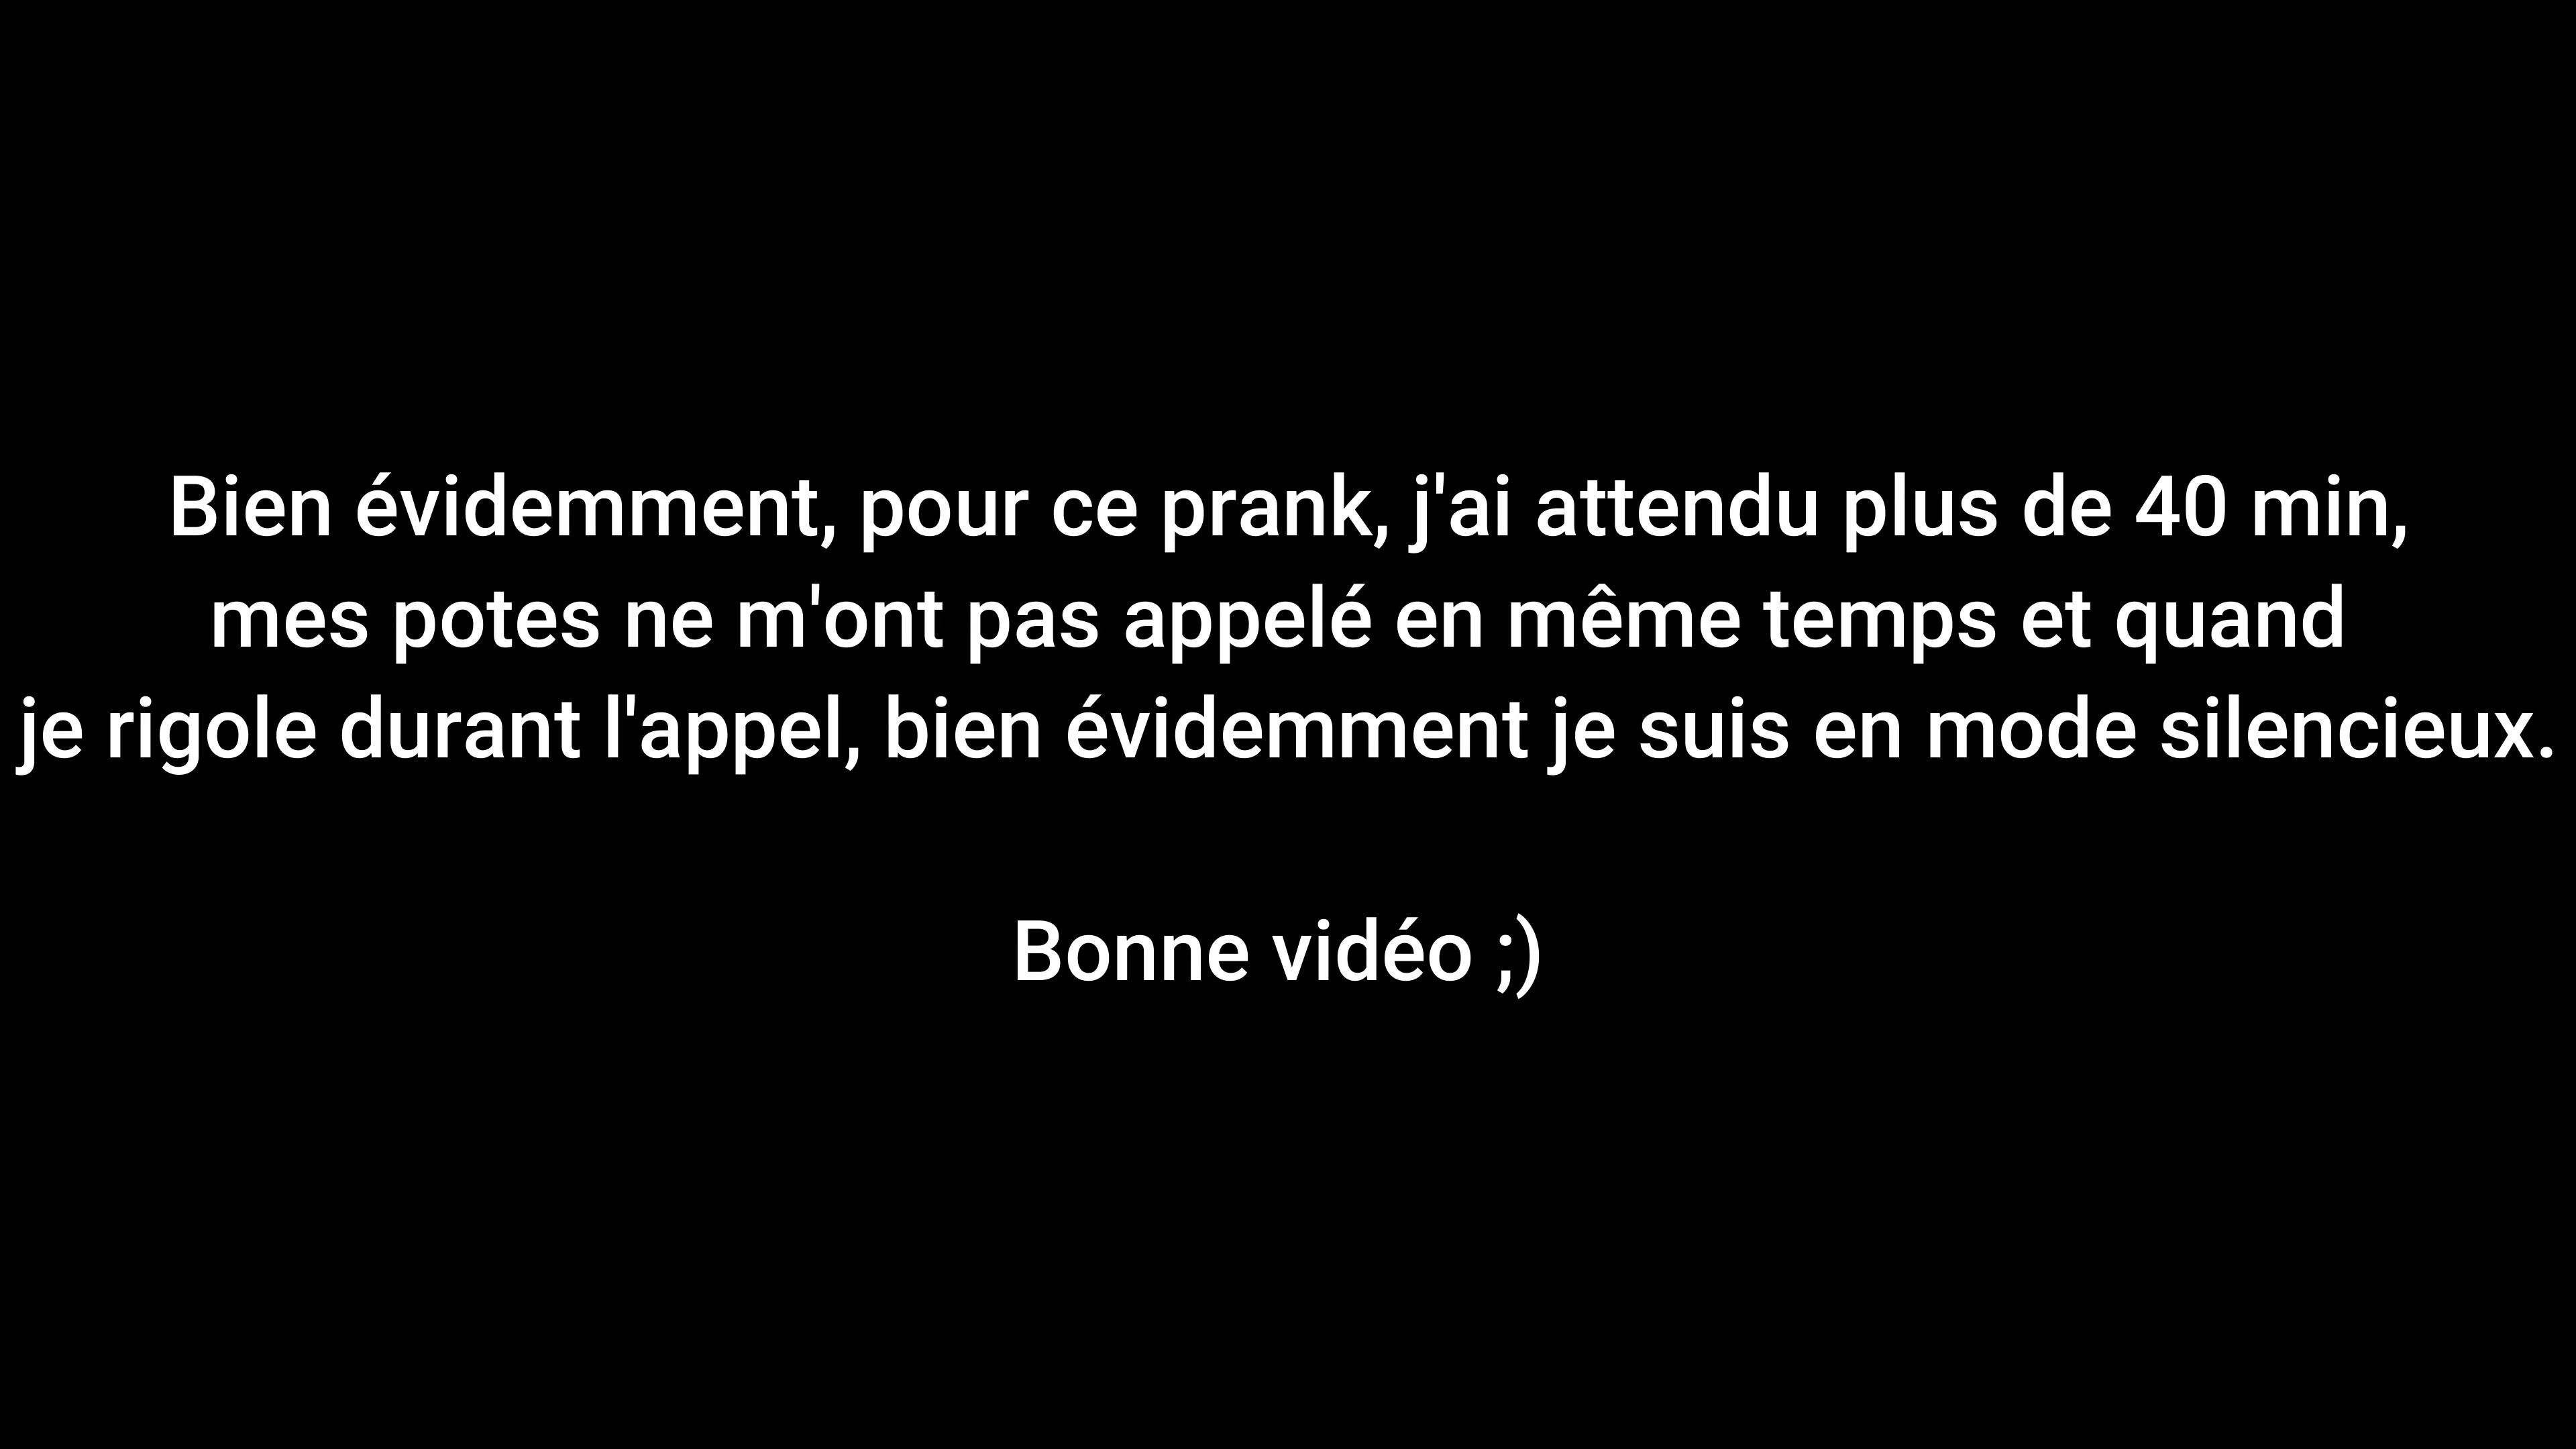 Bien évidemment, pour ce prank, j'ai attendu plus de 40 min,
mes potes ne m'ont pas appelé en même temps et quand
je rigole durant l'appel, bien évidemment je suis en mode silencieux.
Bonne vidéo ;)